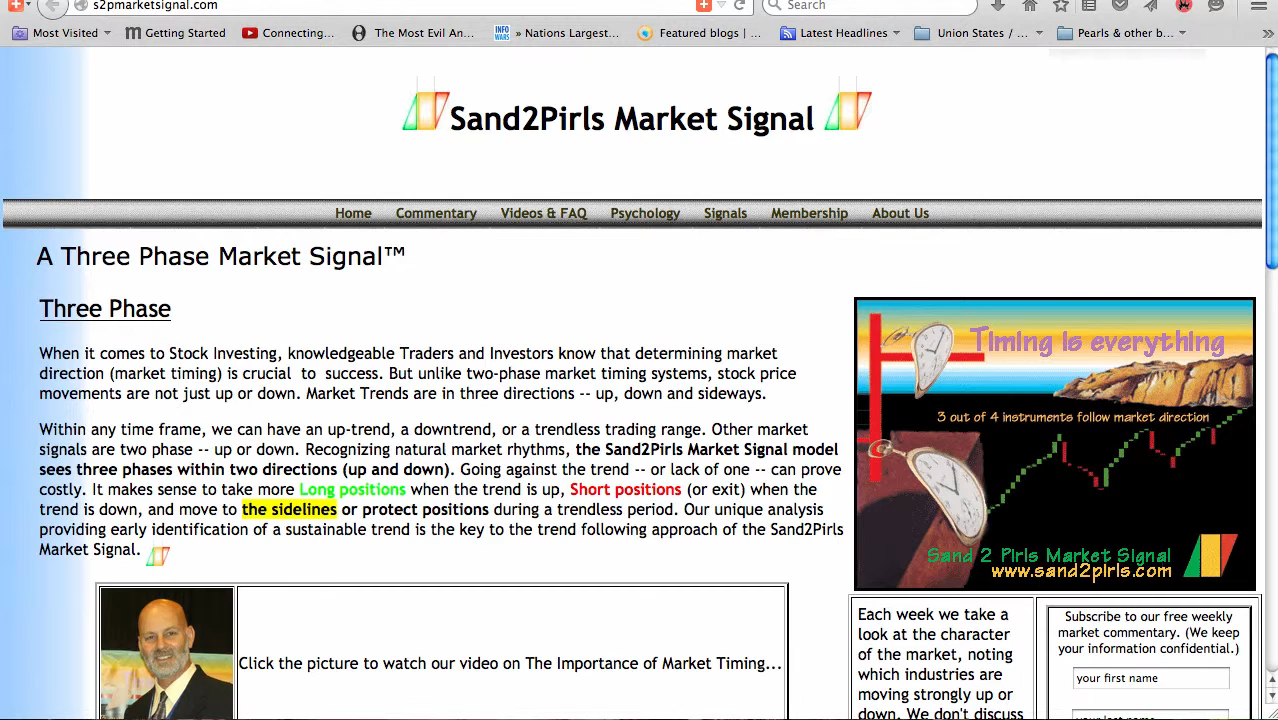 s2pmarketsignal.com
Search
Most Visited
Getting Started
Connecting...
The Most Evil An...
INFO WARS
» Nations Largest...
Featured blogs | ...
Latest Headlines
Union States / ...
Pearls & other b...
Sand2Pirls Market Signal
Home
Commentary
Videos & FAQ
Psychology
Signals
Membership
About Us
A Three Phase Market Signal™
Three Phase
When it comes to Stock Investing, knowledgeable Traders and Investors know that determining market
direction (market timing) is crucial to success. But unlike two-phase market timing systems, stock price
movements are not just up or down. Market Trends are in three directions -- up, down and sideways.
Within any time frame, we can have an up-trend, a downtrend, or a trendless trading range. Other market
signals are two phase -- up or down. Recognizing natural market rhythms, the Sand2Pirls Market Signal model
sees three phases within two directions (up and down). Going against the trend -- or lack of one -- can prove
costly. It makes sense to take more Long positions when the trend is up, Short positions (or exit) when the
trend is down, and move to the sidelines or protect positions during a trendless period. Our unique analysis
providing early identification of a sustainable trend is the key to the trend following approach of the Sand2Pirls
Market Signal.
Timing is everything
3 out of 4 instruments follow market direction
Sand 2 Pirls Market Signal
www.sand2pirls.com
Click the picture to watch our video on The Importance of Market Timing...
Each week we take a
look at the character
of the market, noting
which industries are
moving strongly up or
down. We don't discuss
Subscribe to our free weekly
market commentary. (We keep
your information confidential.)
your first name